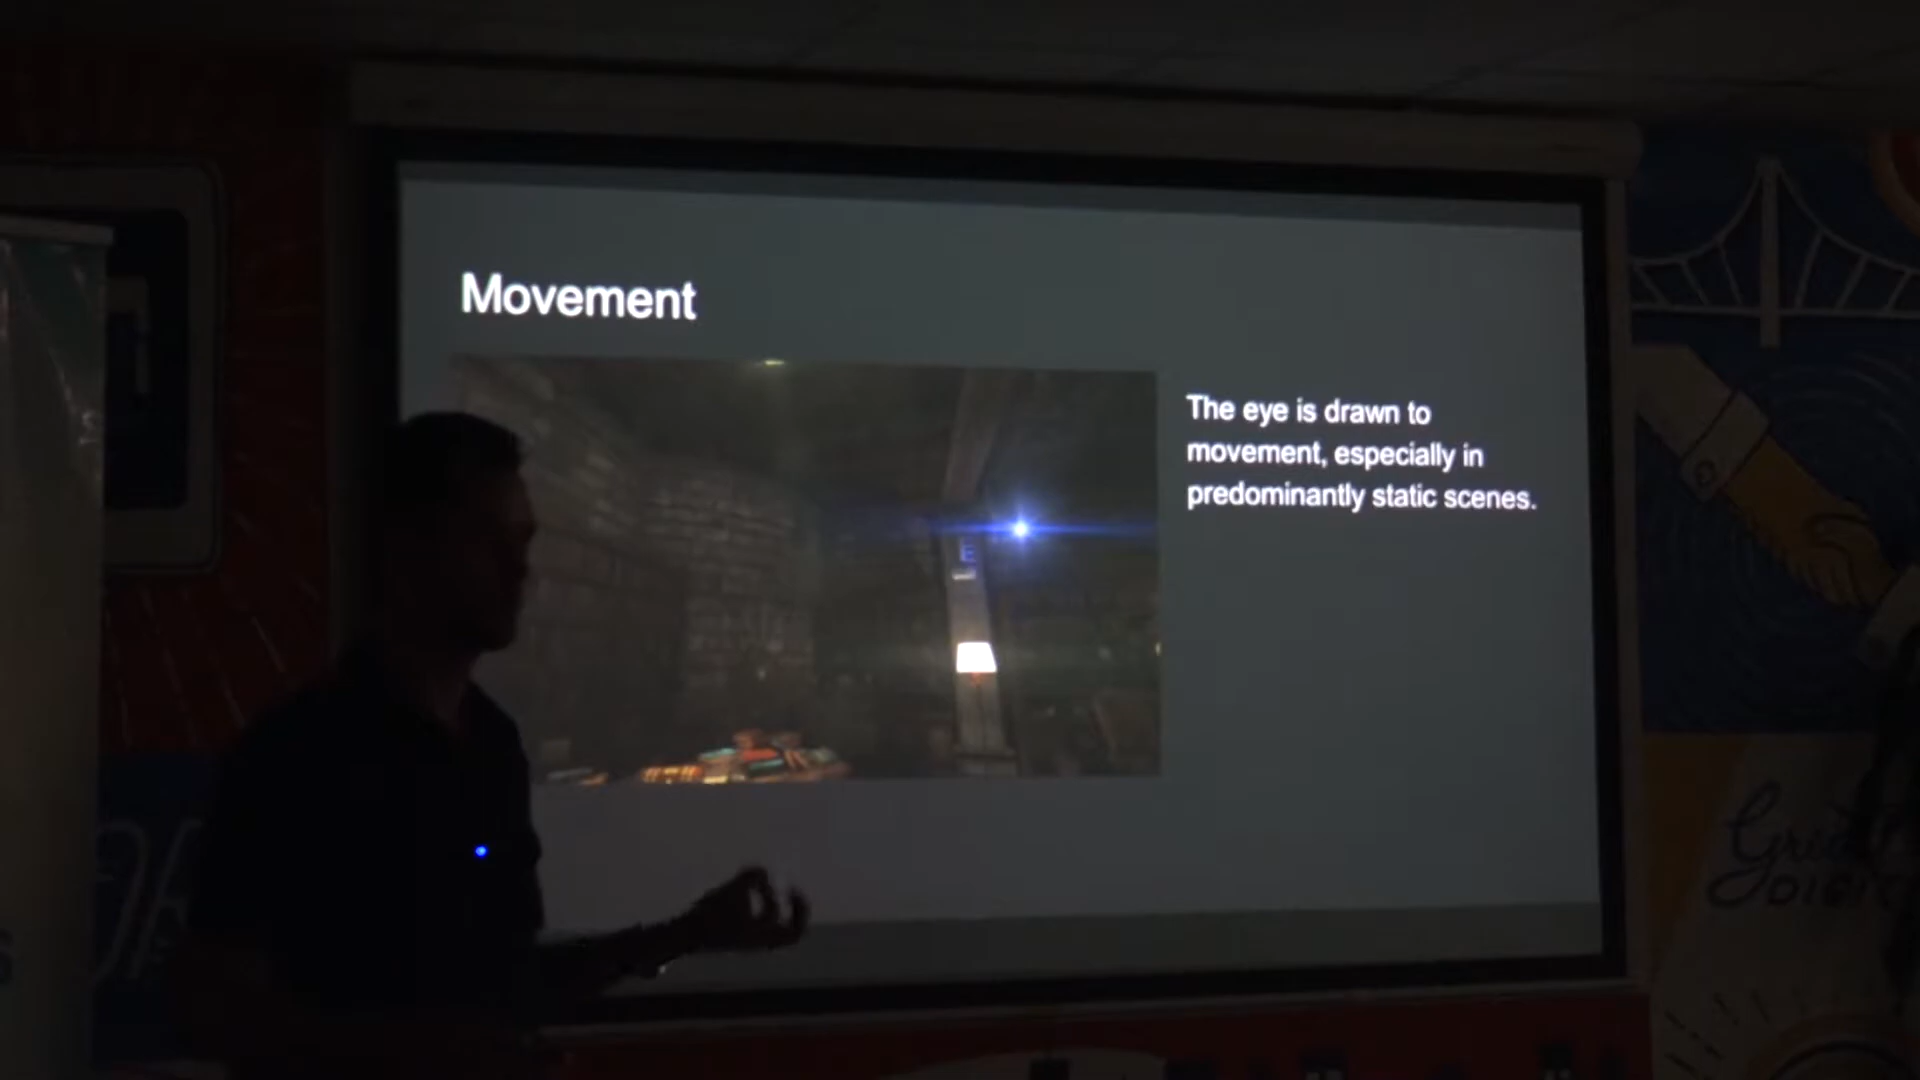 Movement
The eye is drawn to
movement, especially in
predominantly static scenes.
E